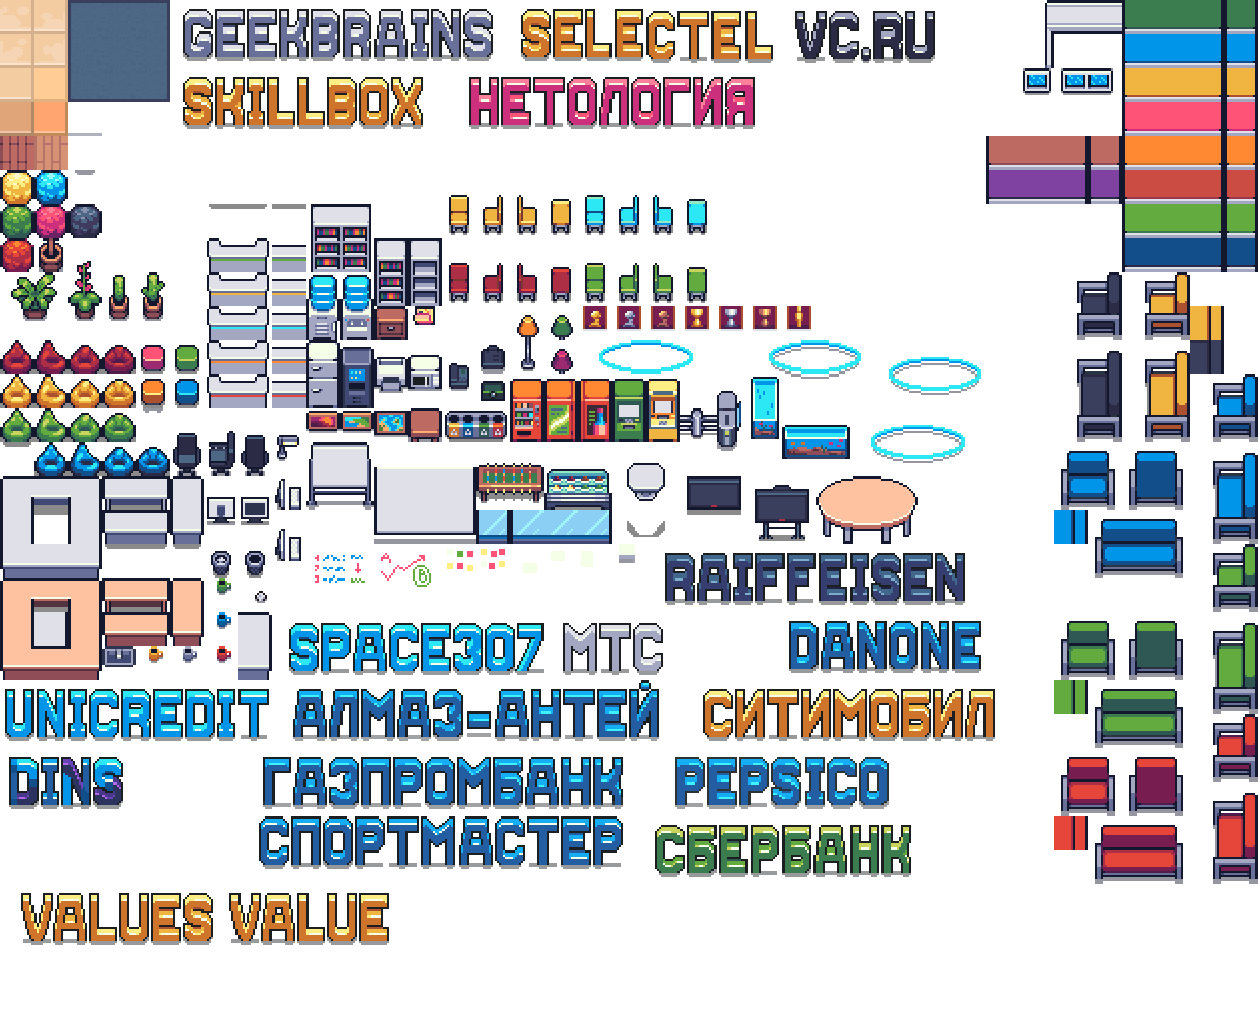 GEEKBRAINS SELECTEL VC.RU
SKILLBOX НЕТОЛОГИЯ
RAIFFEISEN
SPACE307 МТС DANONE
UNICREDIT АЛМАЗ-АНТЕЙ СИТИМОБИЛ
DINS ГАЗПРОМБАНК PEPSICO
СПОРТМАСТЕР СБЕРБАНК
VALUES VALUE